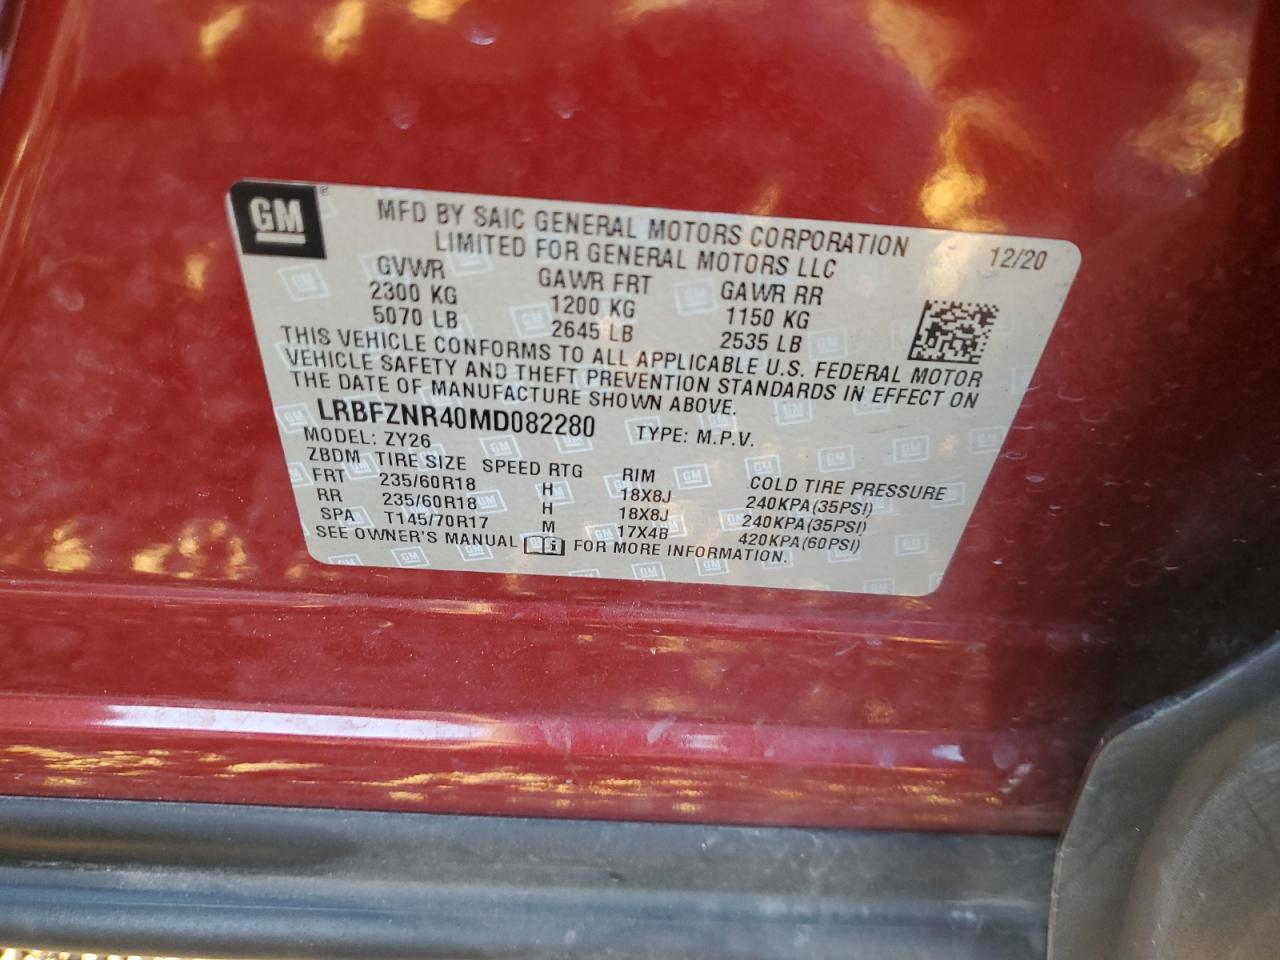 GM
MFD BY SAIC GENERAL MOTORS CORPORATION
LIMITED FOR GENERAL MOTORS LLC
12/20
GVWR GAWR FRT GAWR RR
2300 KG 1200 KG 1150 KG
5070 LB 2645 LB 2535 LB
THIS VEHICLE CONFORMS TO ALL APPLICABLE U.S. FEDERAL MOTOR
VEHICLE SAFETY AND THEFT PREVENTION STANDARDS IN EFFECT ON
THE DATE OF MANUFACTURE SHOWN ABOVE.
LRBFZNR40MD082280 TYPE: M.P.V.
MODEL: ZY26
ZBDM TIRE SIZE SPEED RTG RIM COLD TIRE PRESSURE
FRT 235/60R18 H 18X8J 240KPA(35PSI)
RR 235/60R18 H 18X8J 240KPA(35PSI)
SPA T145/70R17 M 17X4B 420KPA(60PSI)
SEE OWNER'S MANUAL i FOR MORE INFORMATION.